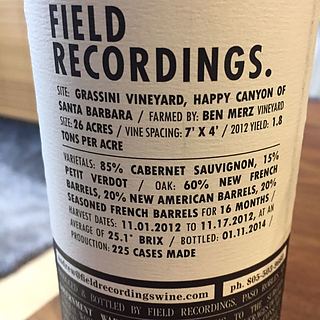 FIELD
RECORDINGS.
SITE: GRASSINI VINEYARD, HAPPY CANYON OF
SANTA BARBARA / FARMED BY: BEN MERZ VINEYARD
SIZE: 26 ACRES / VINE SPACING: 7' X 4' / 2012 YIELD: 1.8
TONS PER ACRE
VARIETALS: 85% CABERNET SAUVIGNON, 15%
PETIT VERDOT / OAK: 60% NEW FRENCH
BARRELS, 20% NEW AMERICAN BARRELS, 20%
SEASONED FRENCH BARRELS FOR 16 MONTHS /
HARVEST DATES: 11.01.2012 TO 11.17.2012, AT AN
AVERAGE OF 25.1° BRIX / BOTTLED: 01.11.2014 /
PRODUCTION: 225 CASES MADE
@fieldrecordingswine.com ph. 805-503-
& BOTTLED BY FIELD RECORDINGS, PASO